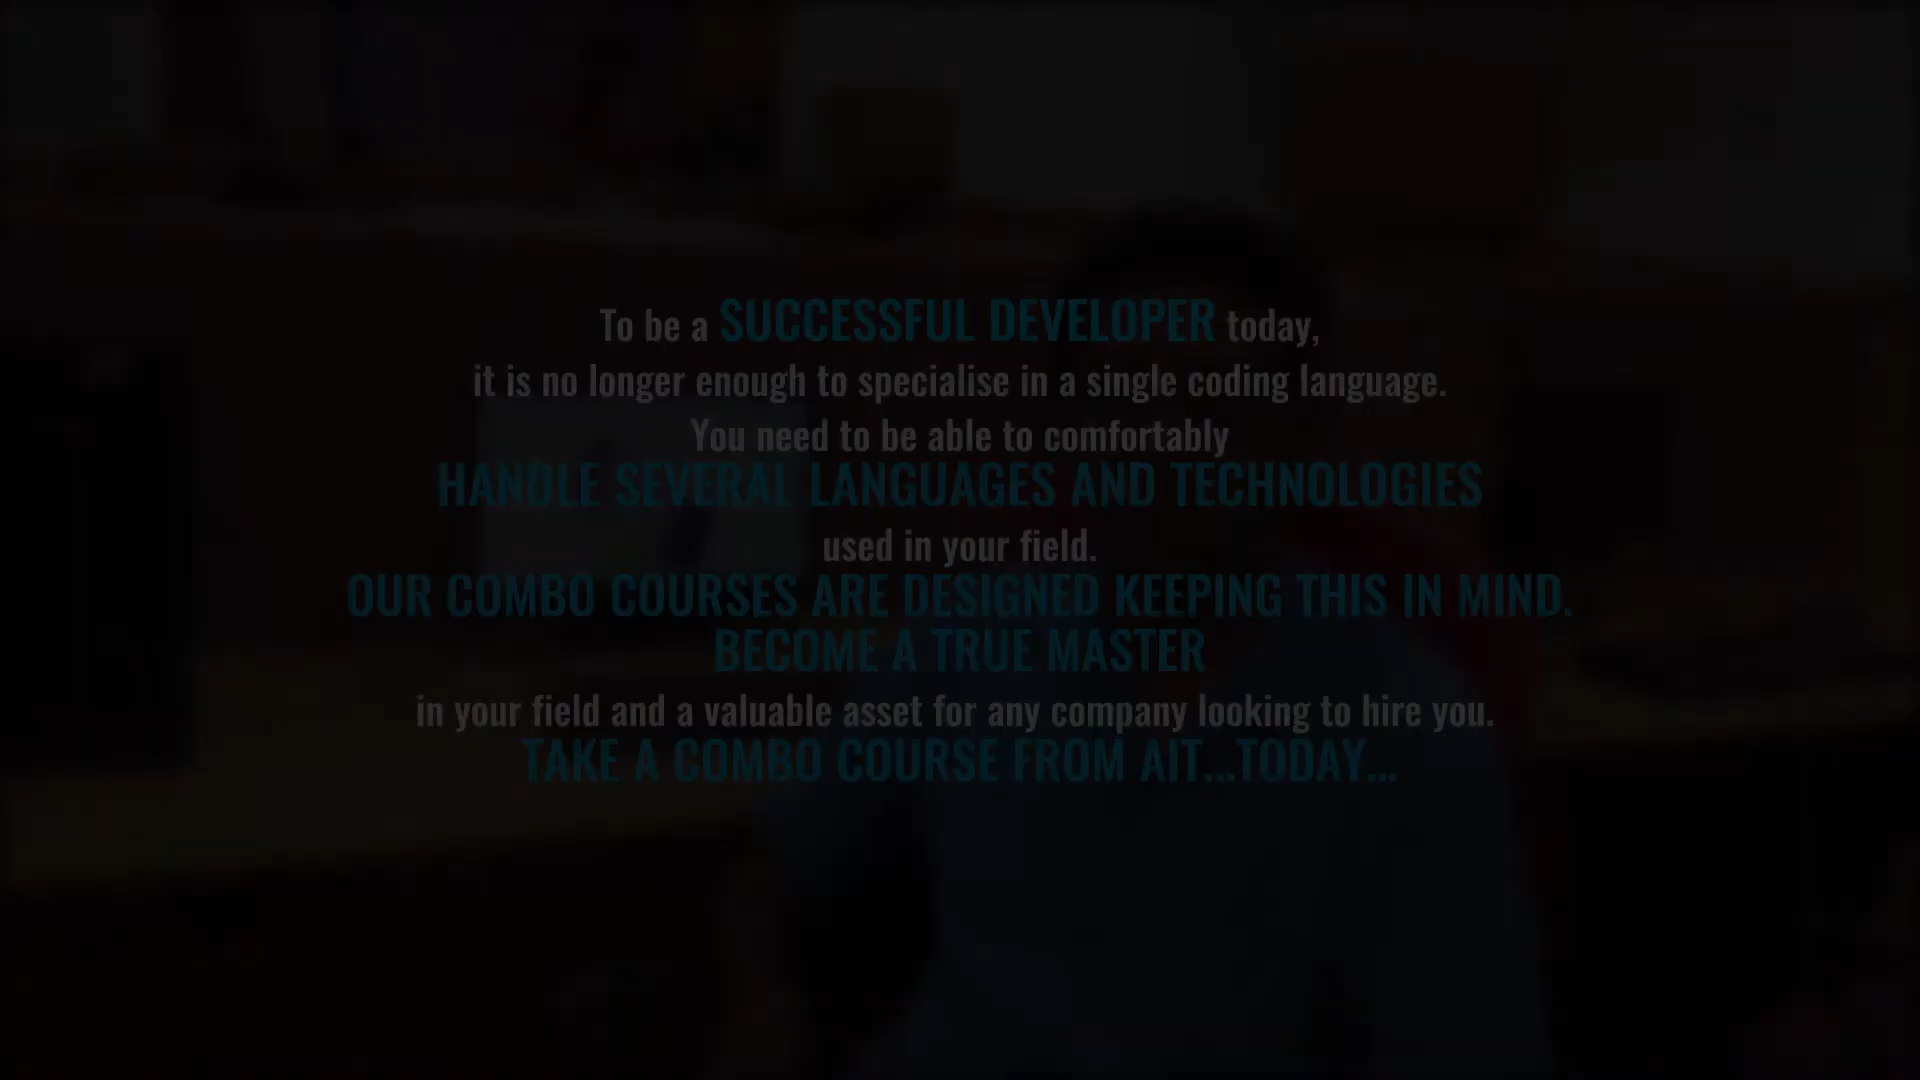 To be a SUCCESSFUL DEVELOPER today,
it is no longer enough to specialise in a single coding language.
You need to be able to comfortably
HANDLE SEVERAL LANGUAGES AND TECHNOLOGIES
used in your field.
OUR COMBO COURSES ARE DESIGNED KEEPING THIS IN MIND.
BECOME A TRUE MASTER
in your field and a valuable asset for any company looking to hire you.
TAKE A COMBO COURSE FROM AIT...TODAY...